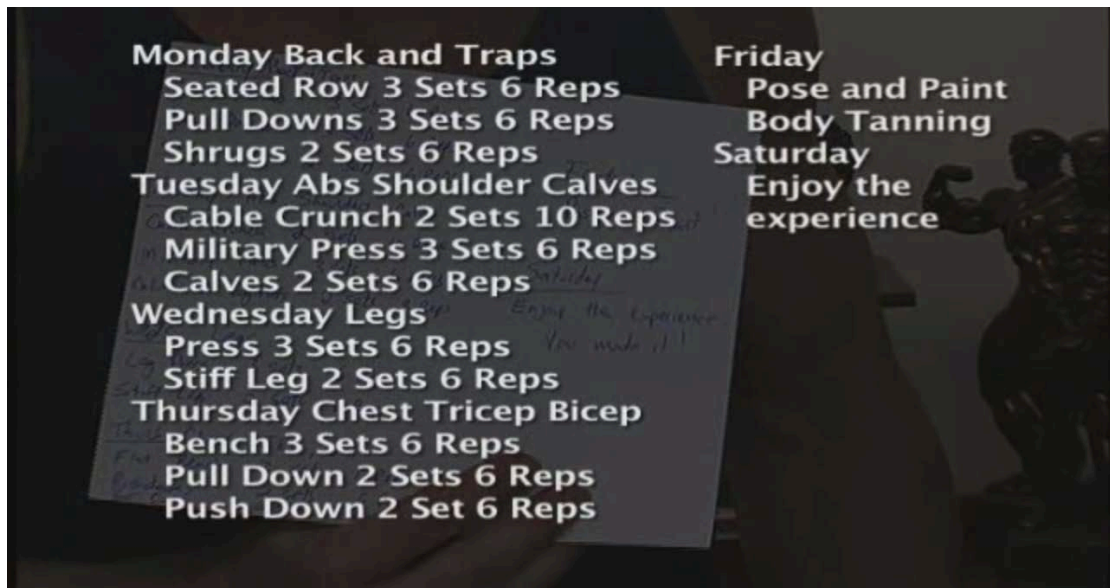 Monday Back and Traps
Seated Row 3 Sets 6 Reps
Pull Downs 3 Sets 6 Reps
Shrugs 2 Sets 6 Reps
Tuesday Abs Shoulder Calves
Cable Crunch 2 Sets 10 Reps
Military Press 3 Sets 6 Reps
Calves 2 Sets 6 Reps
Wednesday Legs
Press 3 Sets 6 Reps
Stiff Leg 2 Sets 6 Reps
Thursday Chest Tricep Bicep
Bench 3 Sets 6 Reps
Pull Down 2 Sets 6 Reps
Push Down 2 Set 6 Reps
Friday
Pose and Paint
Body Tanning
Saturday
Enjoy the
experience
Saturday
Enjoy the Experience
You made it!